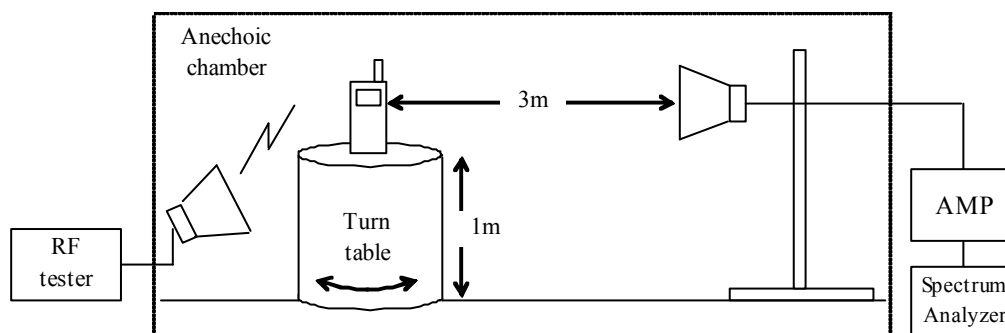 Anechoic
chamber
3m
1m
Turn
table
RF
tester
AMP
Spectrum
Analyzer